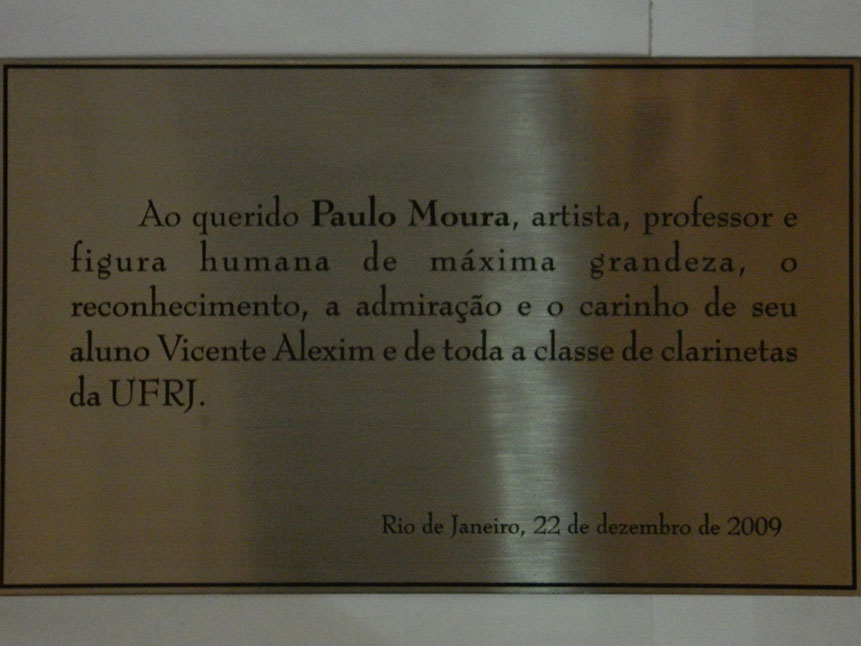 Ao querido Paulo Moura, artista, professor e
figura humana de máxima grandeza, o
reconhecimento, a admiração e o carinho de seu
aluno Vicente Alexim e de toda a classe de clarinetas
da UFRJ.
Rio de Janeiro, 22 de dezembro de 2009